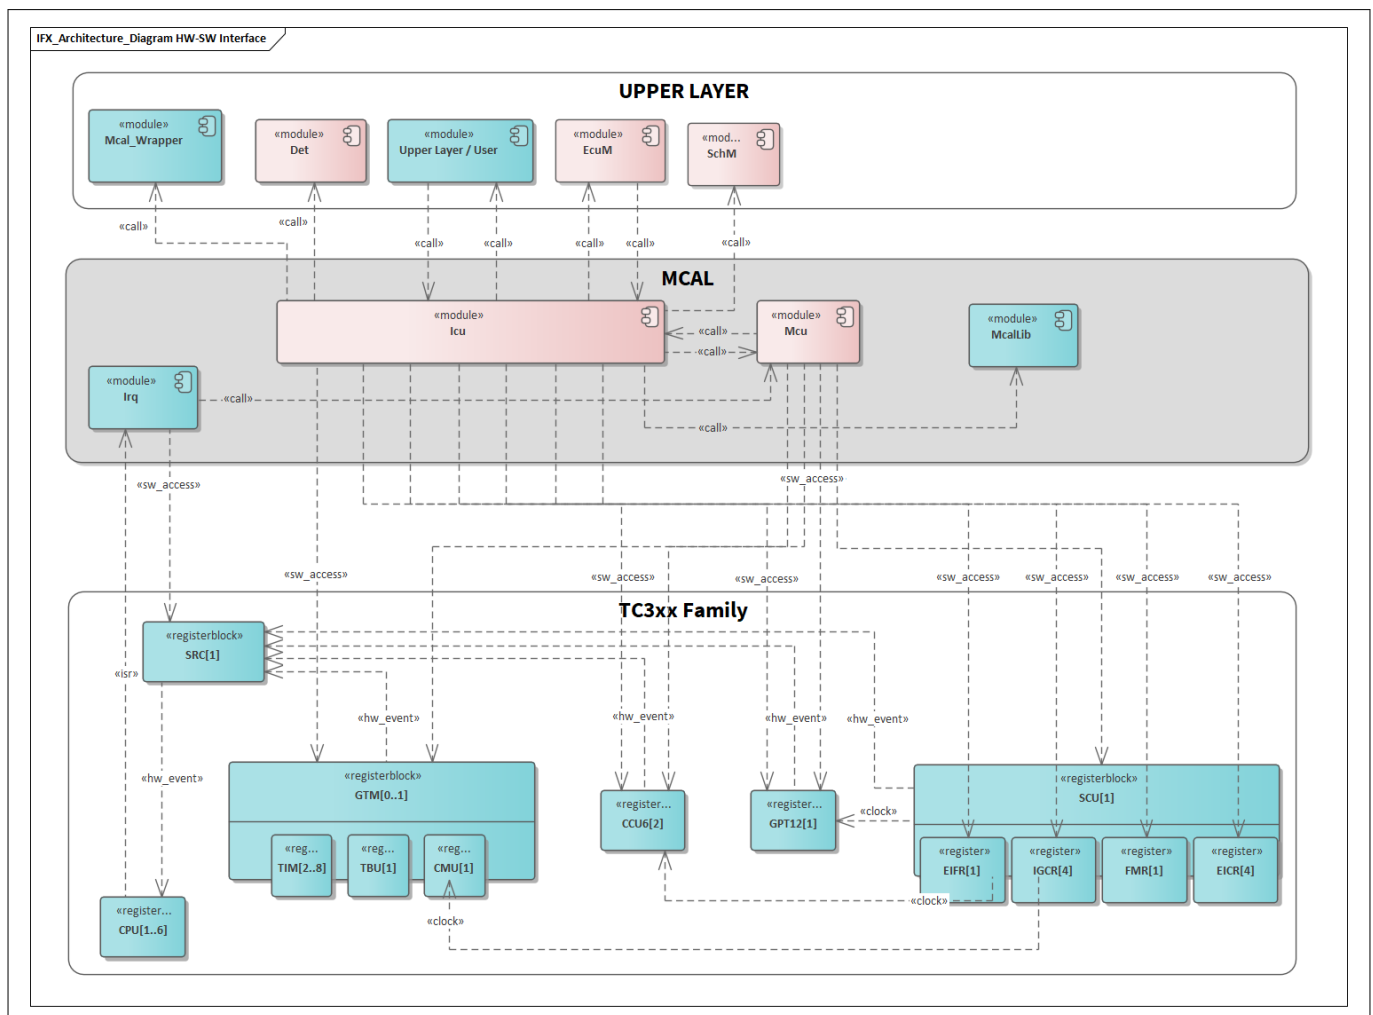 IFX_Architecture_Diagram HW-SW Interface
UPPER LAYER
«module»
Mcal_Wrapper
«module»
Det
«module»
Upper Layer / User
«module»
EcuM
«mod...
SchM
«call»
«call»
«call»
«call»
«call»
«call»
«call»
MCAL
«module»
Icu
«module»
Mcu
«module»
McalLib
«call»
«call»
«module»
Irq
«call»
«call»
«sw_access»
«sw_access»
«sw_access»
«sw_access»
«sw_access»
«sw_access»
«sw_access»
«sw_access»
«sw_access»
TC3xx Family
«registerblock»
SRC[1]
«isr»
«hw_event»
«hw_event»
«hw_event»
«hw_event»
«hw_event»
«registerblock»
GTM[0..1]
«reg...
TIM[2..8]
«reg...
TBU[1]
«reg...
CMU[1]
«register...
CCU6[2]
«register...
GPT12[1]
«clock»
«registerblock»
SCU[1]
«register»
EIFR[1]
«register»
IGCR[4]
«register»
FMR[1]
«register»
EICR[4]
«clock»
«clock»
«register...
CPU[1..6]